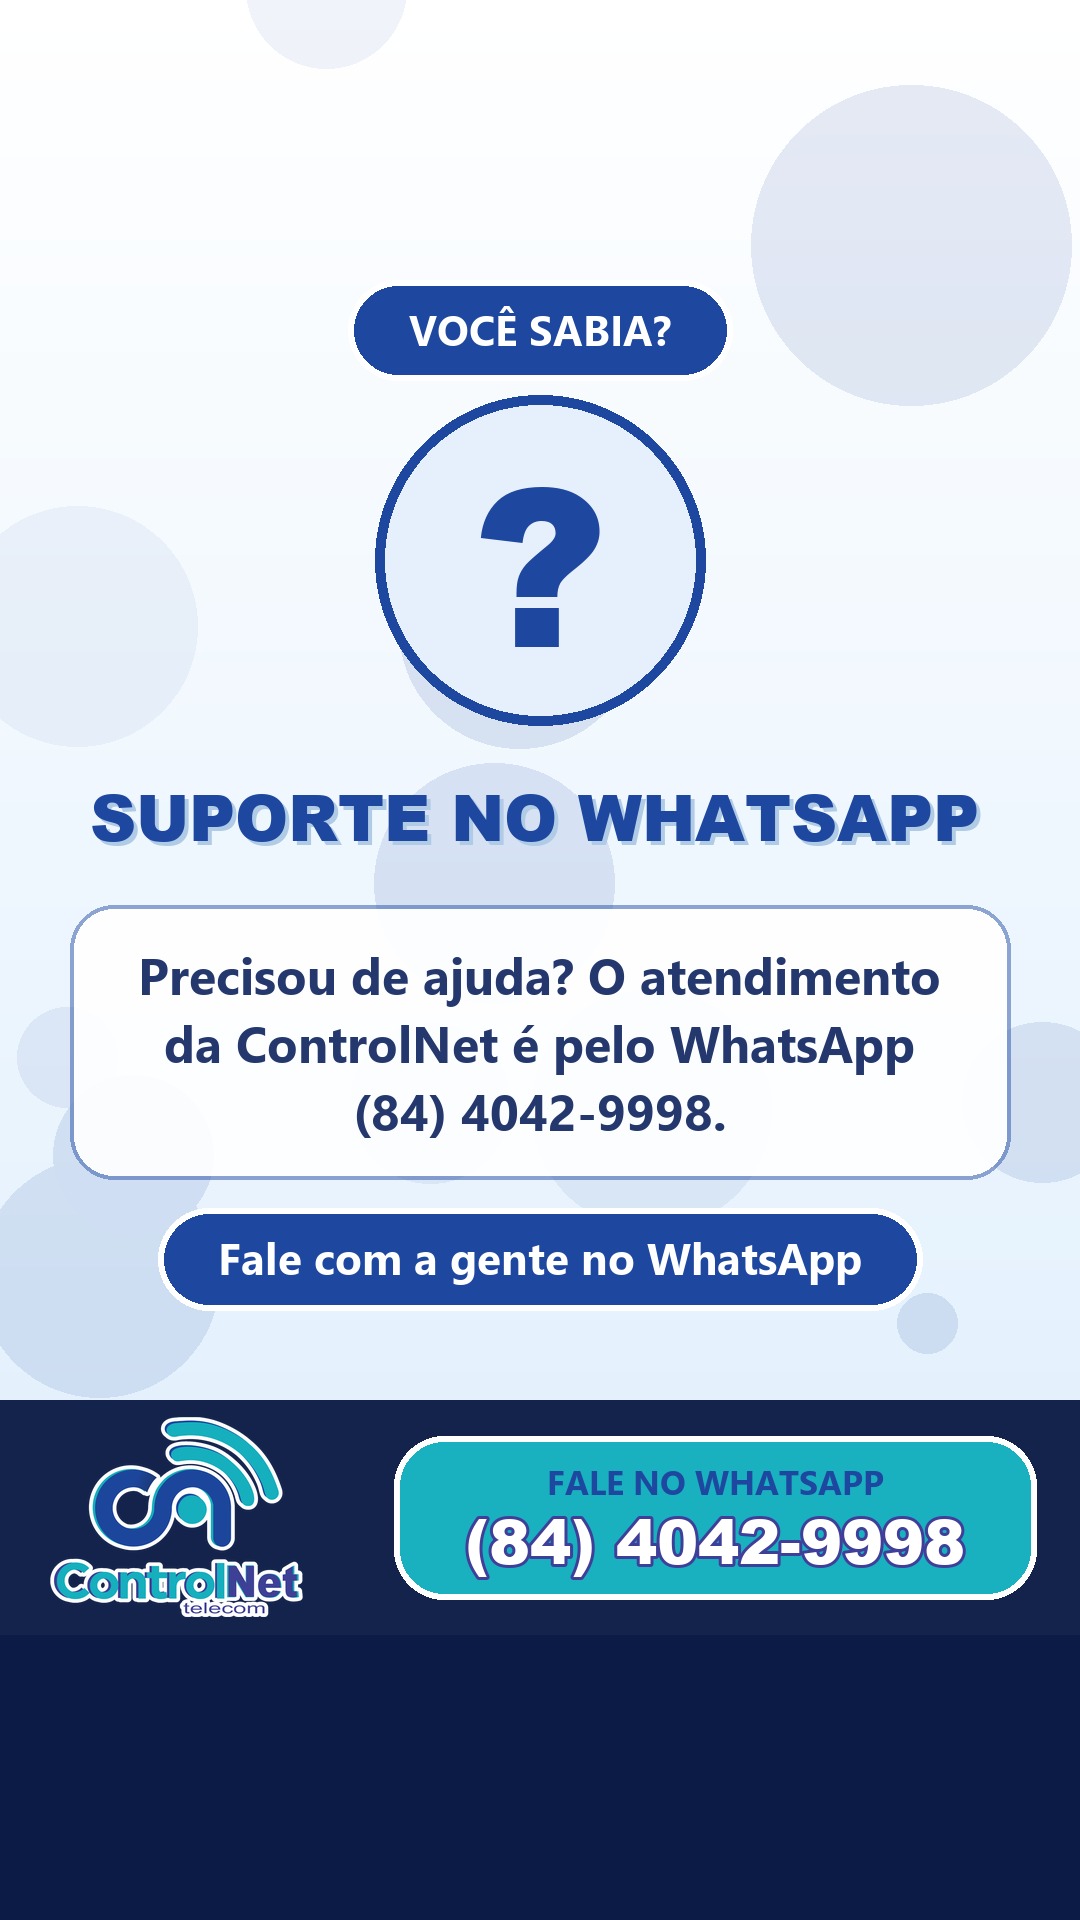 VOCÊ SABIA?
?
SUPORTE NO WHATSAPP
Precisou de ajuda? O atendimento
da ControlNet é pelo WhatsApp
(84) 4042-9998.
Fale com a gente no WhatsApp
ControlNet
telecom
FALE NO WHATSAPP
(84) 4042-9998